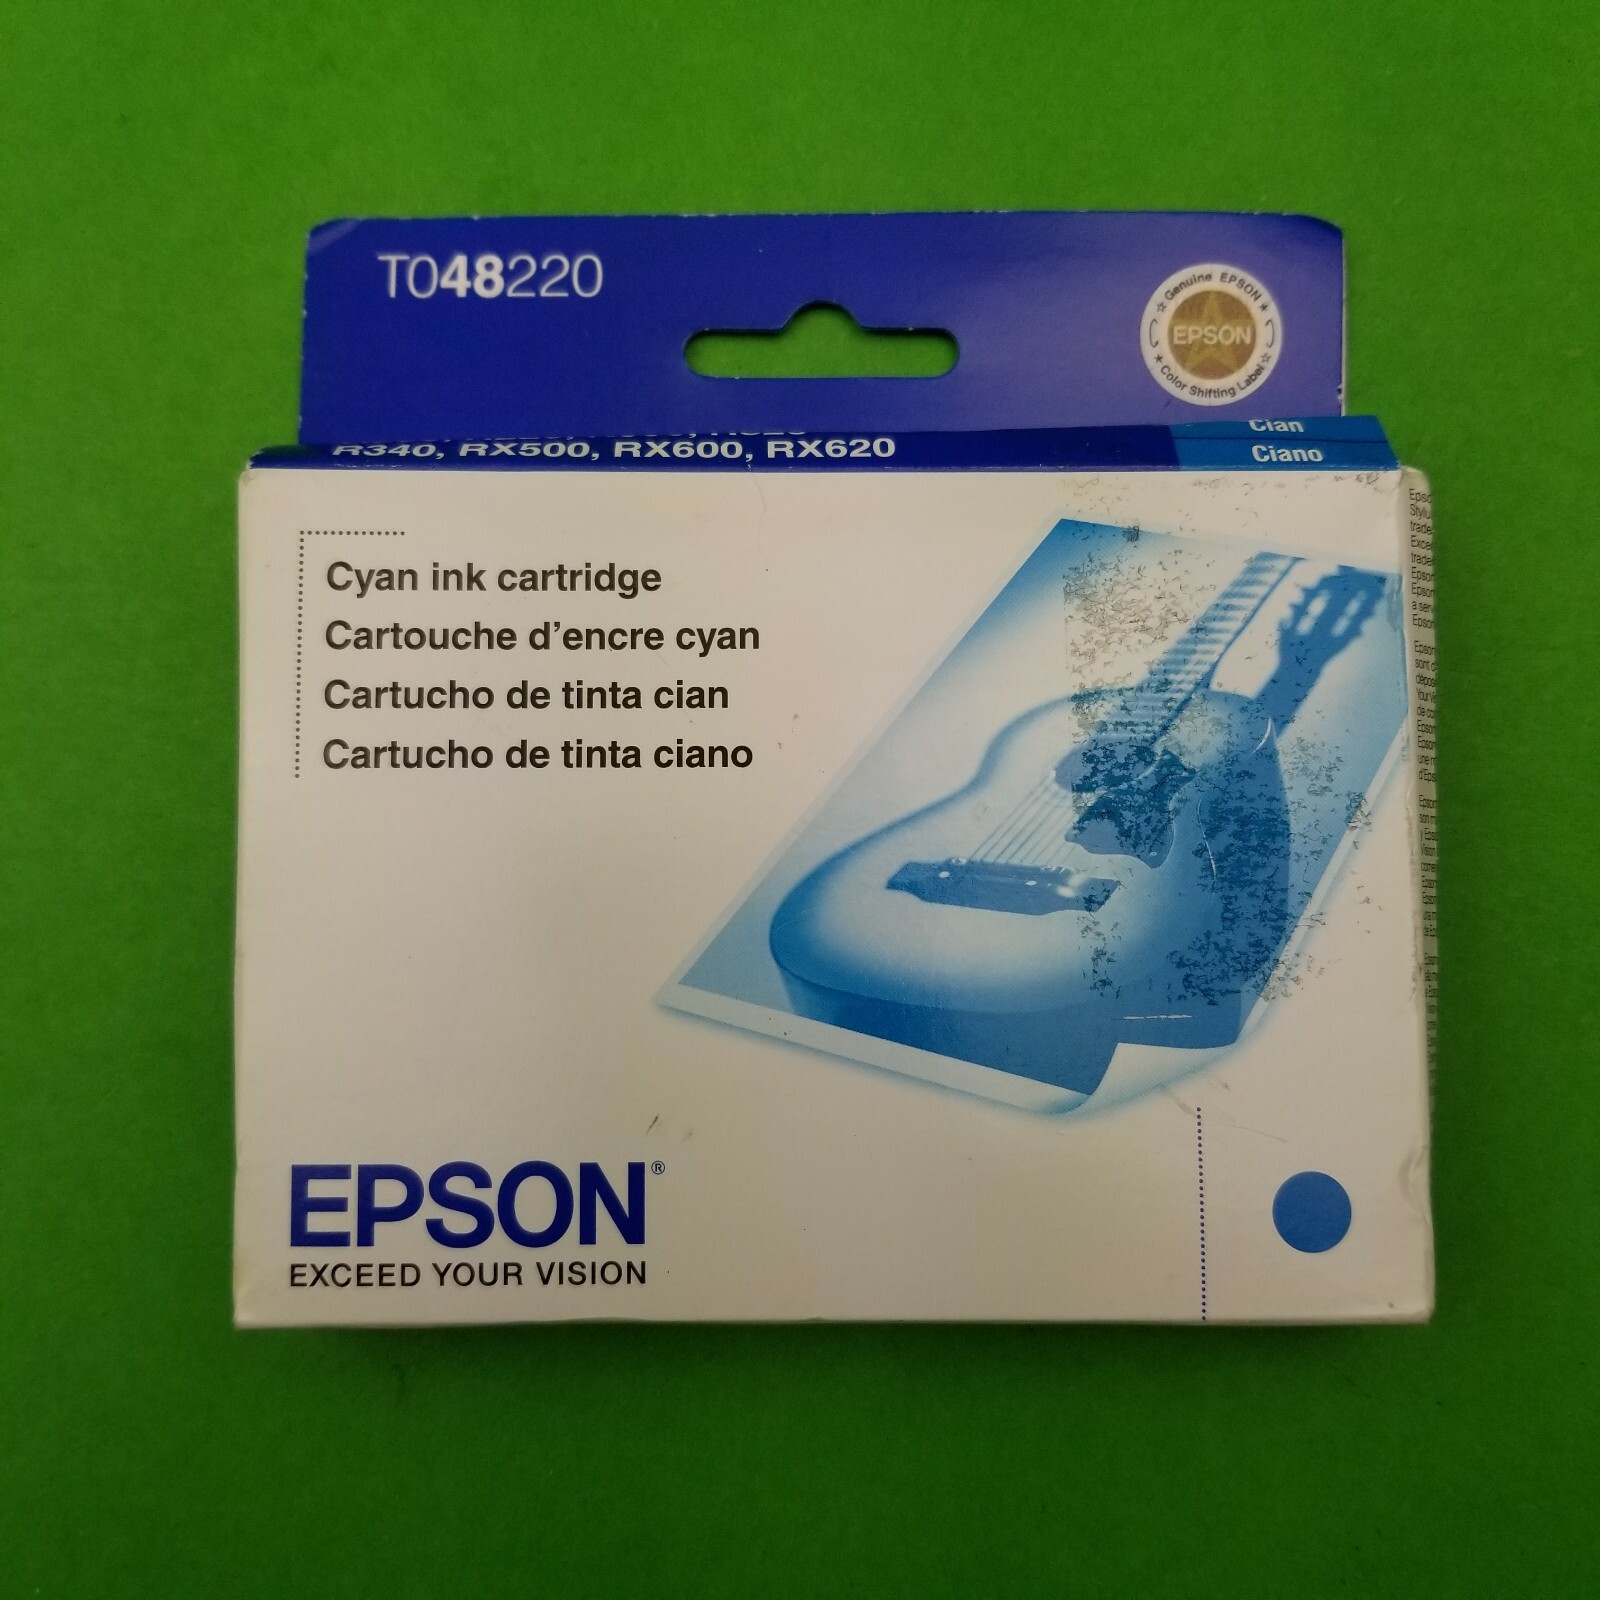 T048220
Genuine EPSON
EPSON
Color Shifting Label
Cian
R340, RX500, RX600, RX620
Ciano
Cyan ink cartridge
Cartouche d'encre cyan
Cartucho de tinta cian
Cartucho de tinta ciano
EPSON®
EXCEED YOUR VISION